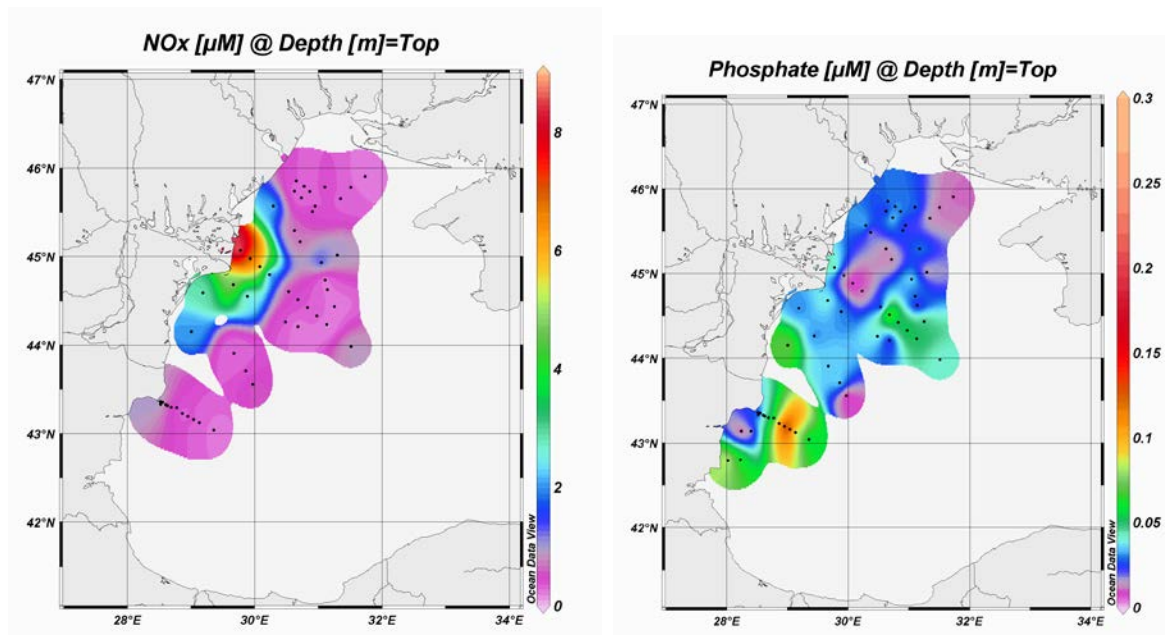 NOx [µM] @ Depth [m]=Top
47°N
46°N
45°N
44°N
43°N
42°N
28°E
30°E
32°E
34°E
8
6
4
2
0
Ocean Data View
Phosphate [µM] @ Depth [m]=Top
47°N
46°N
45°N
44°N
43°N
42°N
28°E
30°E
32°E
34°E
0.3
0.25
0.2
0.15
0.1
0.05
0
Ocean Data View